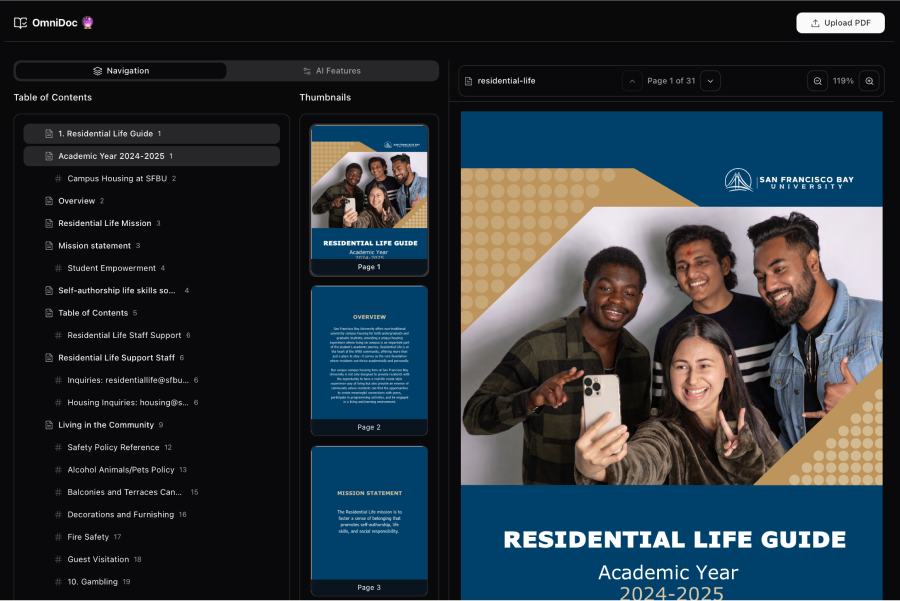 OmniDoc
Upload PDF
Navigation
AI Features
Table of Contents
1. Residential Life Guide 1
Academic Year 2024-2025 1
# Campus Housing at SFBU 2
Overview 2
Residential Life Mission 3
Mission statement 3
# Student Empowerment 4
Self-authorship life skills so... 4
Table of Contents 5
# Residential Life Staff Support 6
Residential Life Support Staff 6
# Inquiries: residentiallife@sfbu... 6
# Housing Inquiries: housing@s... 6
Living in the Community 9
# Safety Policy Reference 12
# Alcohol Animals/Pets Policy 13
# Balconies and Terraces Can... 15
# Decorations and Furnishing 16
# Fire Safety 17
# Guest Visitation 18
# 10. Gambling 19
Thumbnails
RESIDENTIAL LIFE GUIDE
Academic Year
2024-2025
Page 1
OVERVIEW
Page 2
MISSION STATEMENT
The Residential Life mission is to
foster a sense of belonging that
promotes self-authorship, life
skills, and social responsibility.
Page 3
residential-life
Page 1 of 31
119%
SAN FRANCISCO BAY
UNIVERSITY
RESIDENTIAL LIFE GUIDE
Academic Year
2024-2025